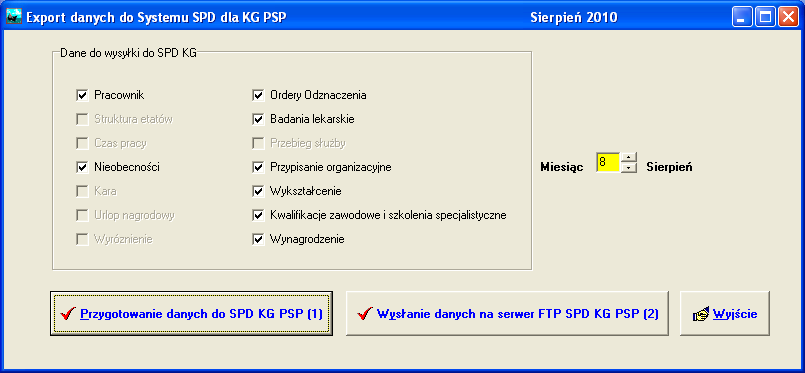 Export danych do Systemu SPD dla KG PSP Sierpień 2010
Dane do wysyłki do SPD KG
Pracownik
Struktura etatów
Czas pracy
Nieobecności
Kara
Urlop nagrodowy
Wyróznienie
Ordery Odznaczenia
Badania lekarskie
Przebieg służby
Przypisanie organizacyjne
Wykształcenie
Kwalifikacje zawodowe i szkolenia specjalistyczne
Wynagrodzenie
Miesiąc 8 Sierpień
Przygotowanie danych do SPD KG PSP (1)
Wysłanie danych na serwer FTP SPD KG PSP (2)
Wyjście